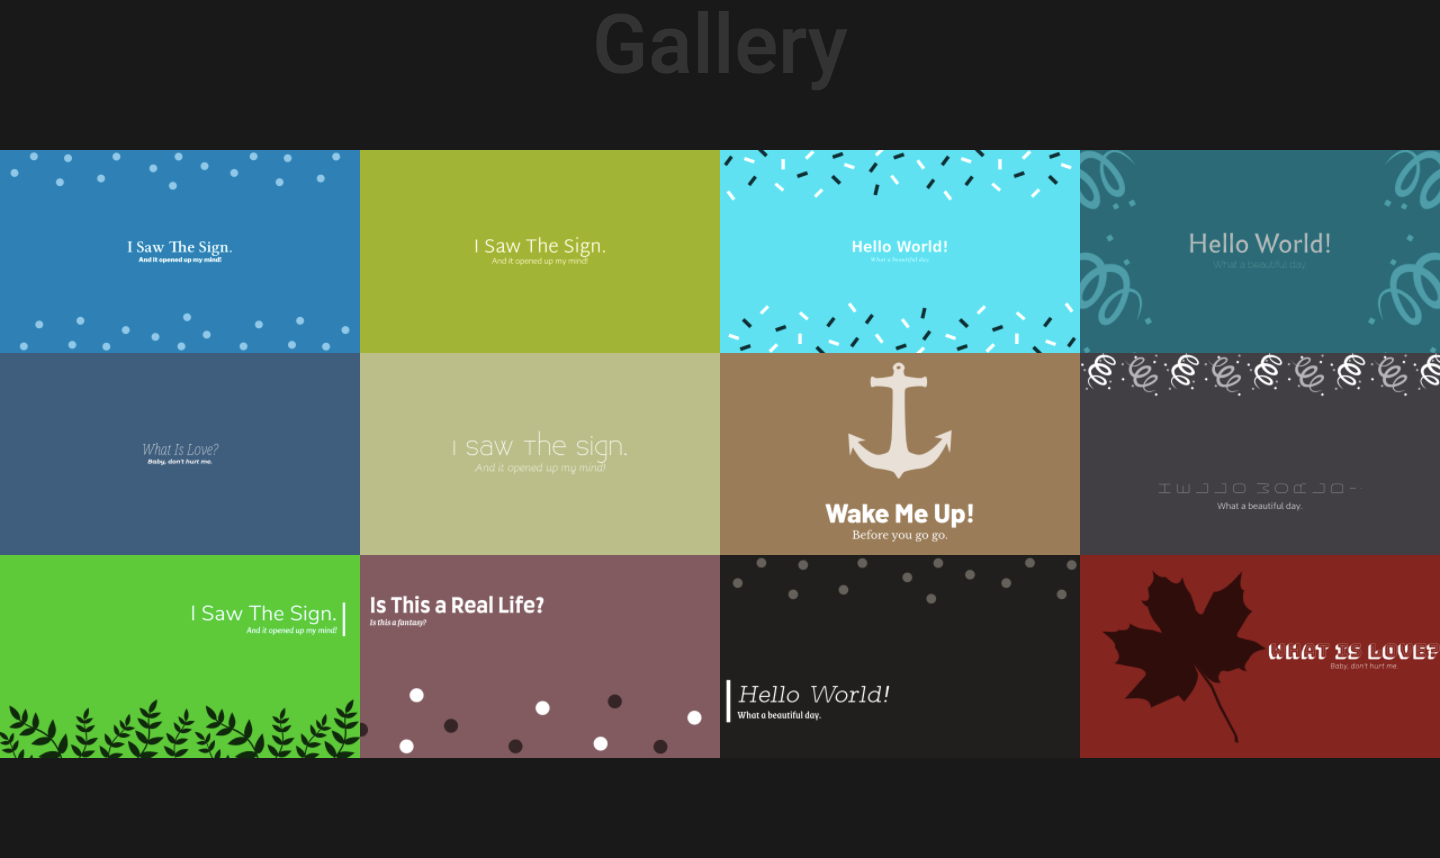 Gallery
I Saw The Sign.
And it opened up my mind!
I Saw The Sign.
And it opened up my mind!
Hello World!
What a beautiful day.
Hello World!
What a beautiful day.
What Is Love?
Baby, don't hurt me.
I saw The sign.
And it opened up my mind!
Wake Me Up!
Before you go go.
HELLO WORLD!
What a beautiful day.
I Saw The Sign.
And it opened up my mind!
Is This a Real Life?
Is this a fantasy?
Hello World!
What a beautiful day.
WHAT IS LOVE?
Baby, don't hurt me.